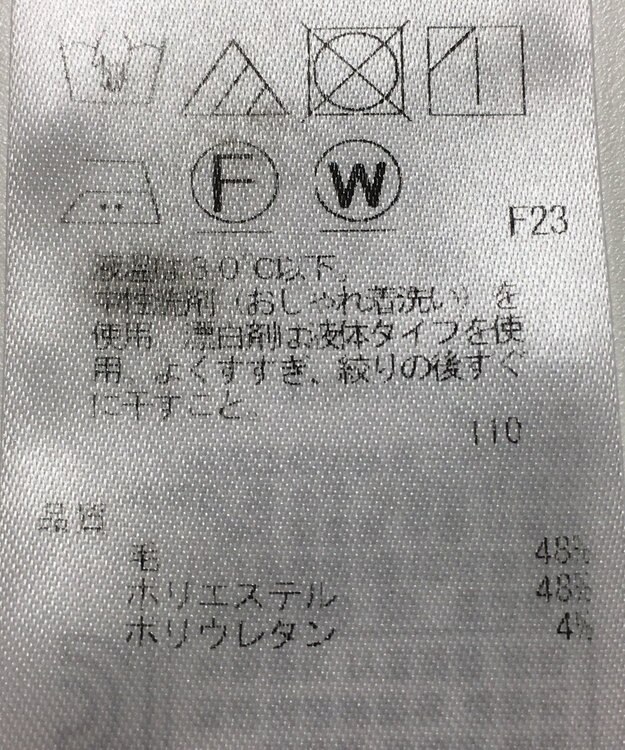 F
W
F23
液温は30℃以下。
中性洗剤（おしゃれ着洗い）を
使用。漂白剤は液体タイプを使
用。よくすすぎ、絞りの後すぐ
に干すこと。
110
品質
毛 48%
ポリエステル 48%
ポリウレタン 4%